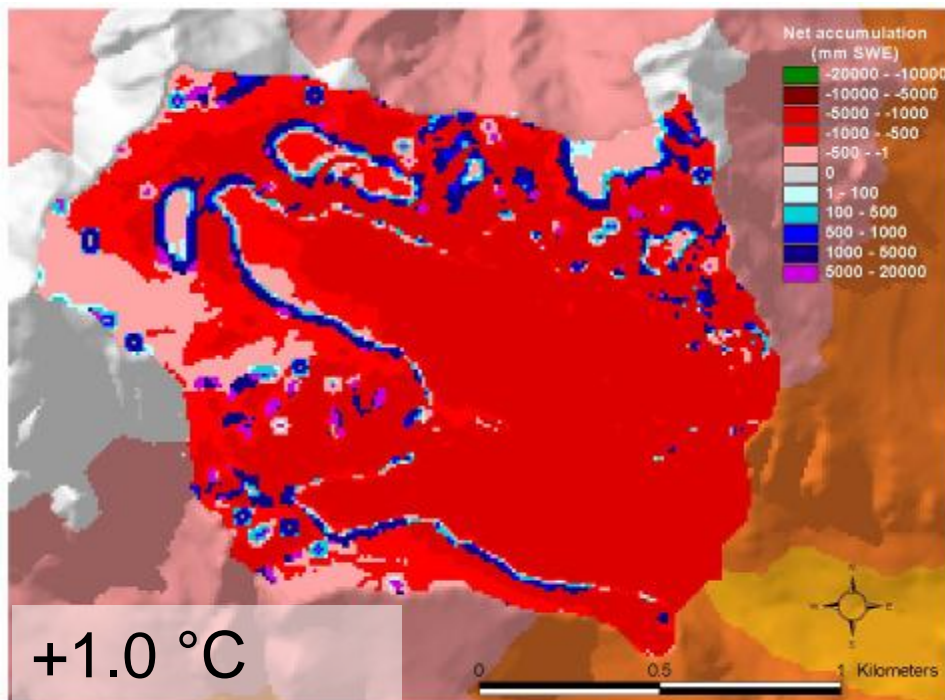 Net accumulation
(mm SWE)
-20000 - -10000
-10000 - -5000
-5000 - -1000
-1000 - -500
-500 - -1
0
1 - 100
100 - 500
500 - 1000
1000 - 5000
5000 - 20000
N
W E
S
+1.0 °C
0 0.5 1 Kilometers